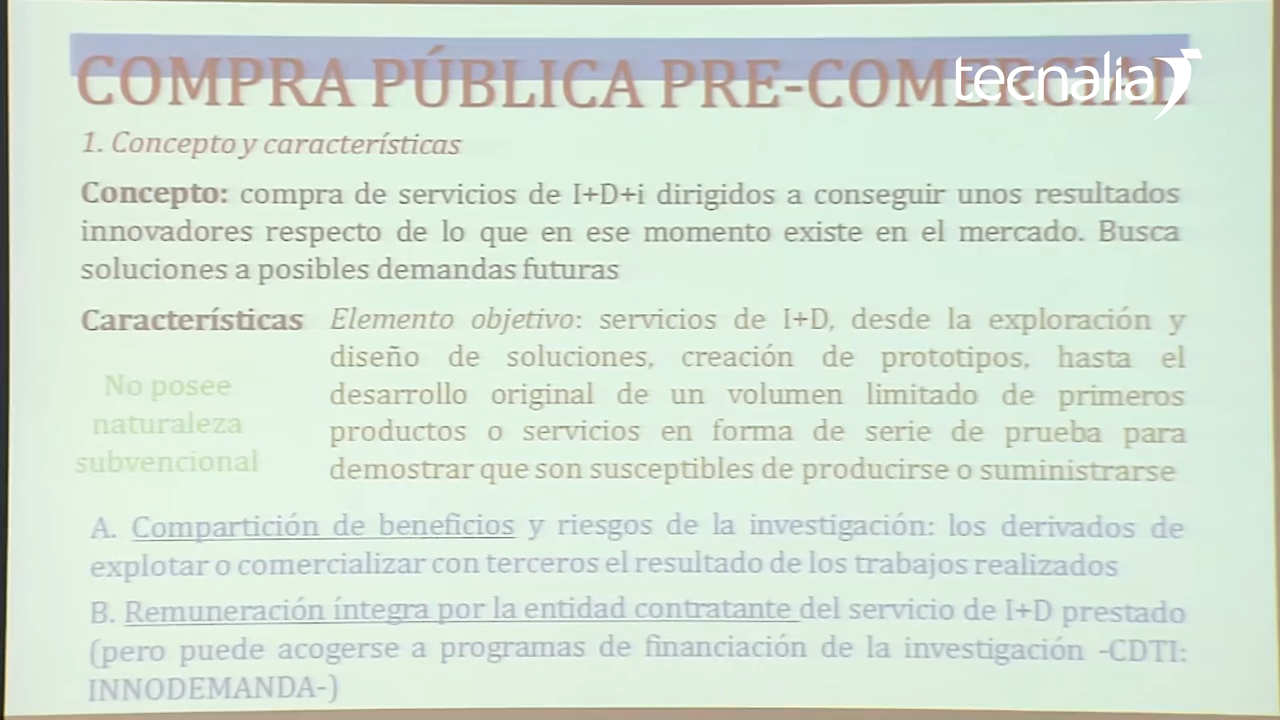 COMPRA PÚBLICA PRE-COMERCIAL
tecnalia
1. Concepto y características
Concepto: compra de servicios de I+D+i dirigidos a conseguir unos resultados
innovadores respecto de lo que en ese momento existe en el mercado. Busca
soluciones a posibles demandas futuras
Características
No posee
naturaleza
subvencional
Elemento objetivo: servicios de I+D, desde la exploración y
diseño de soluciones, creación de prototipos, hasta el
desarrollo original de un volumen limitado de primeros
productos o servicios en forma de serie de prueba para
demostrar que son susceptibles de producirse o suministrarse
A. Compartición de beneficios y riesgos de la investigación: los derivados de
explotar o comercializar con terceros el resultado de los trabajos realizados
B. Remuneración íntegra por la entidad contratante del servicio de I+D prestado
(pero puede acogerse a programas de financiación de la investigación -CDTI:
INNODEMANDA-)